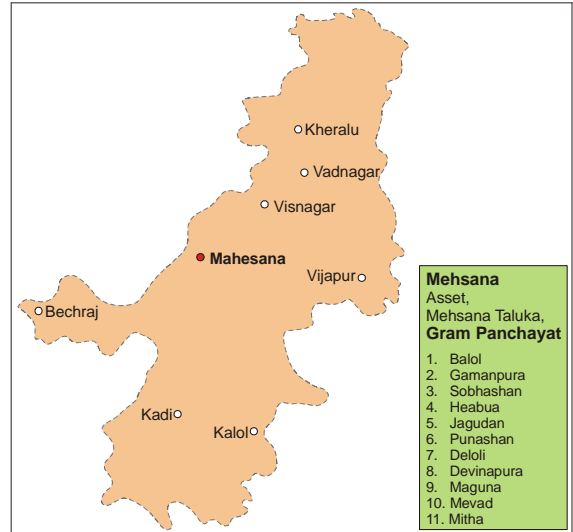 Kheralu
Vadnagar
Visnagar
Mahesana
Vijapur
Bechraj
Kadi
Kalol
Mehsana
Asset,
Mehsana Taluka,
Gram Panchayat
1. Balol
2. Gamanpura
3. Sobhashan
4. Heabua
5. Jagudan
6. Punashan
7. Deloli
8. Devinapura
9. Maguna
10. Mevad
11. Mitha